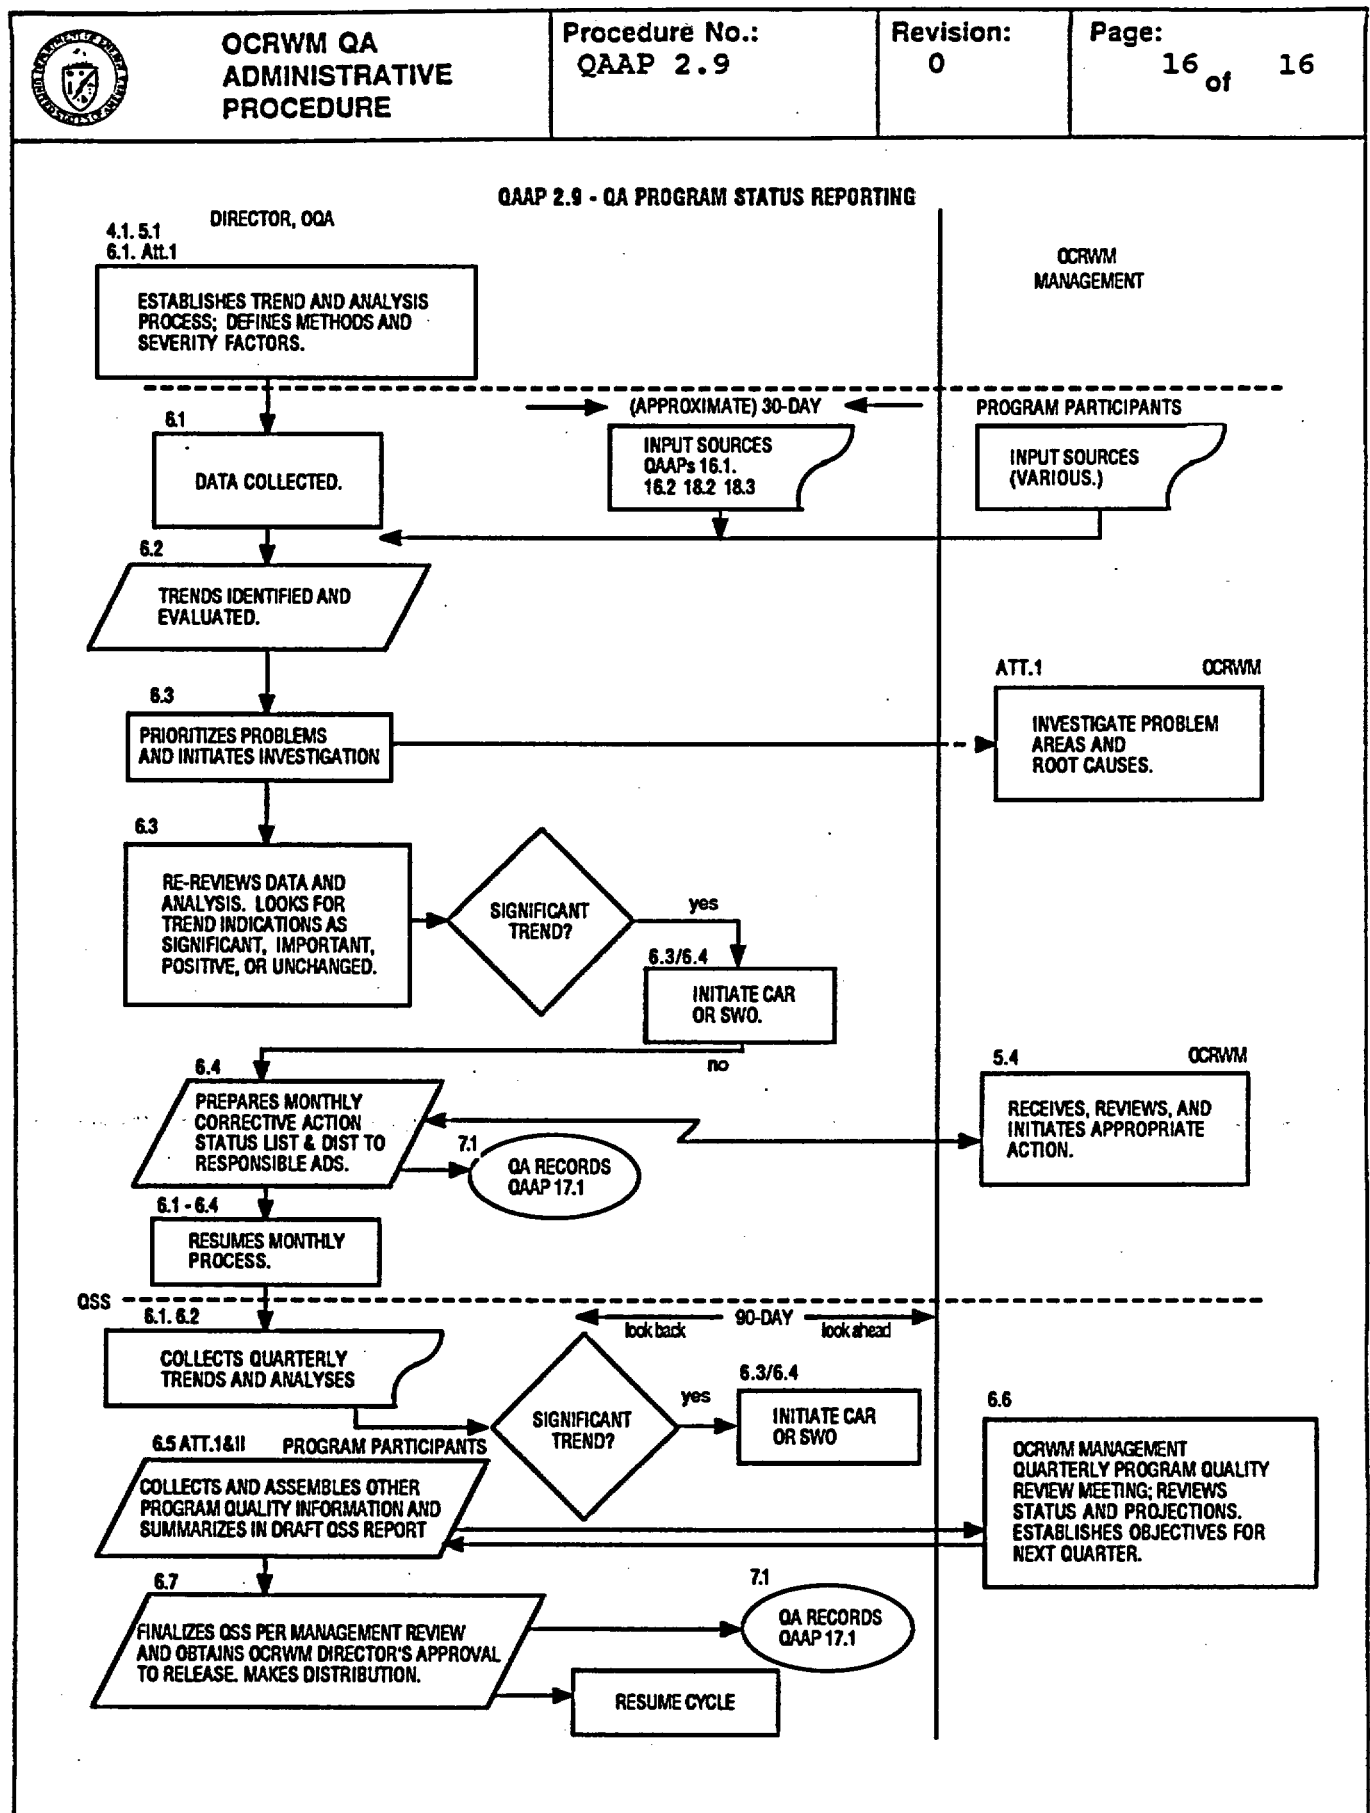 OCRWM QA
ADMINISTRATIVE
PROCEDURE
Procedure No.:
QAAP 2.9
Revision:
0
Page:
16 of 16
QAAP 2.9 - QA PROGRAM STATUS REPORTING
DIRECTOR, OQA
4.1. 5.1
6.1. Att.1
OCRWM
MANAGEMENT
ESTABLISHES TREND AND ANALYSIS
PROCESS; DEFINES METHODS AND
SEVERITY FACTORS.
(APPROXIMATE) 30-DAY
PROGRAM PARTICIPANTS
6.1
DATA COLLECTED.
INPUT SOURCES
QAAPs 16.1.
16.2 18.2 18.3
INPUT SOURCES
(VARIOUS.)
6.2
TRENDS IDENTIFIED AND
EVALUATED.
6.3
PRIORITIZES PROBLEMS
AND INITIATES INVESTIGATION
ATT.1 OCRWM
INVESTIGATE PROBLEM
AREAS AND
ROOT CAUSES.
6.3
RE-REVIEWS DATA AND
ANALYSIS. LOOKS FOR
TREND INDICATIONS AS
SIGNIFICANT, IMPORTANT,
POSITIVE, OR UNCHANGED.
SIGNIFICANT
TREND?
yes
6.3/6.4
INITIATE CAR
OR SWO.
no
6.4
PREPARES MONTHLY
CORRECTIVE ACTION
STATUS LIST & DIST TO
RESPONSIBLE ADS.
7.1
QA RECORDS
QAAP 17.1
5.4 OCRWM
RECEIVES, REVIEWS, AND
INITIATES APPROPRIATE
ACTION.
6.1 - 6.4
RESUMES MONTHLY
PROCESS.
QSS
6.1. 6.2
COLLECTS QUARTERLY
TRENDS AND ANALYSES
90-DAY
look back
look ahead
SIGNIFICANT
TREND?
yes
6.3/6.4
INITIATE CAR
OR SWO
6.5 ATT.1&II PROGRAM PARTICIPANTS
COLLECTS AND ASSEMBLES OTHER
PROGRAM QUALITY INFORMATION AND
SUMMARIZES IN DRAFT QSS REPORT
6.6
OCRWM MANAGEMENT
QUARTERLY PROGRAM QUALITY
REVIEW MEETING; REVIEWS
STATUS AND PROJECTIONS.
ESTABLISHES OBJECTIVES FOR
NEXT QUARTER.
6.7
FINALIZES QSS PER MANAGEMENT REVIEW
AND OBTAINS OCRWM DIRECTOR'S APPROVAL
TO RELEASE. MAKES DISTRIBUTION.
7.1
QA RECORDS
QAAP 17.1
RESUME CYCLE